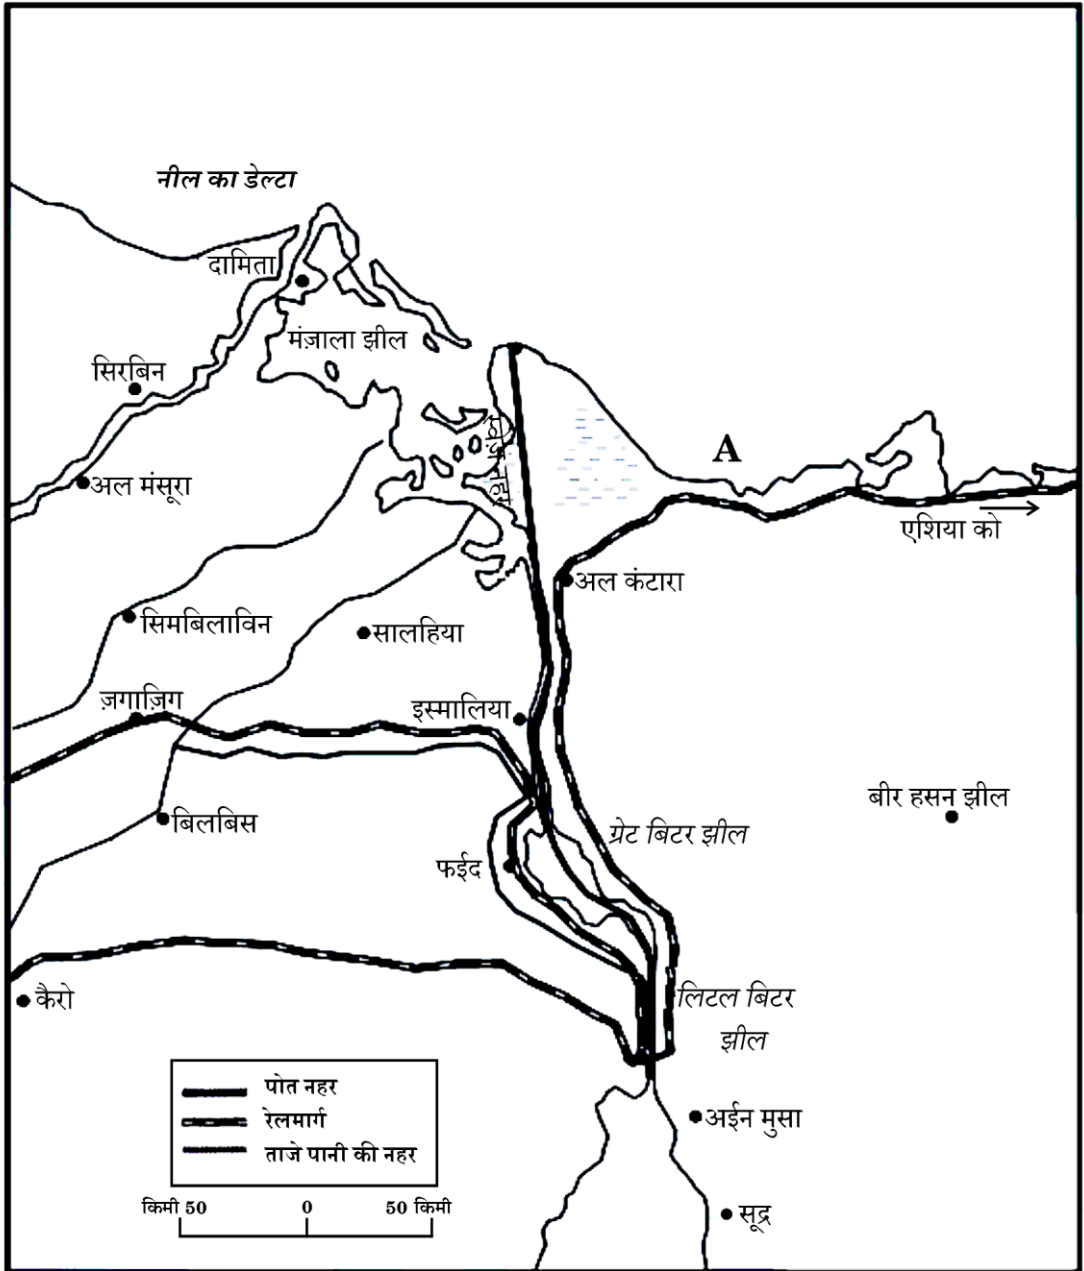 नील का डेल्टा
दामिता
मंज़ाला झील
सिरबिन
A
अल मंसूरा
एशिया को
अल कंटारा
सिमबिलाविन
सालहिया
ज़गाज़िग
इस्मालिया
बीर हसन झील
बिलबिस
ग्रेट बिटर झील
फईद
कैरो
लिटल बिटर
झील
पोत नहर
रेलमार्ग
ताजे पानी की नहर
अईन मुसा
किमी 50 0 50 किमी
सूद्र